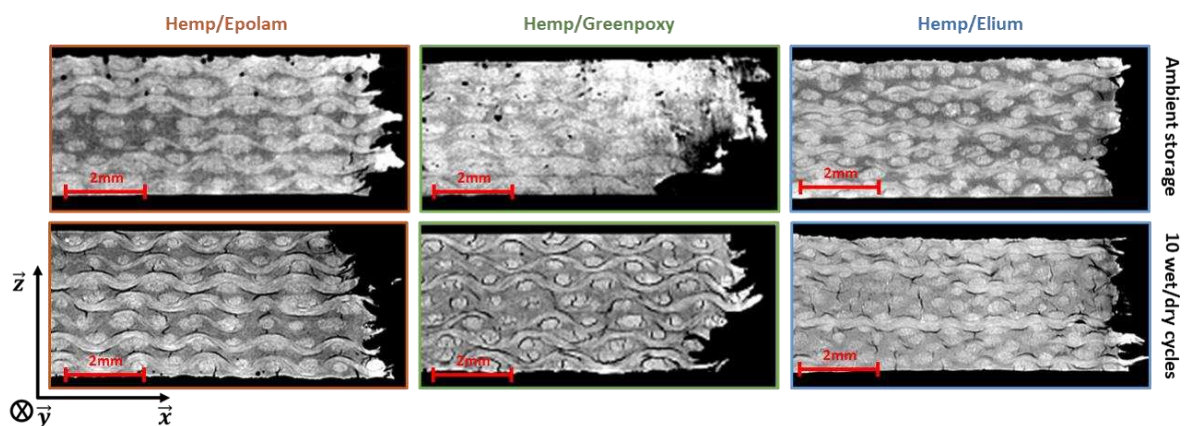 Hemp/Epolam
Hemp/Greenpoxy
Hemp/Elium
Ambient storage
2mm
2mm
2mm
10 wet/dry cycles
2mm
2mm
2mm
z
y
x